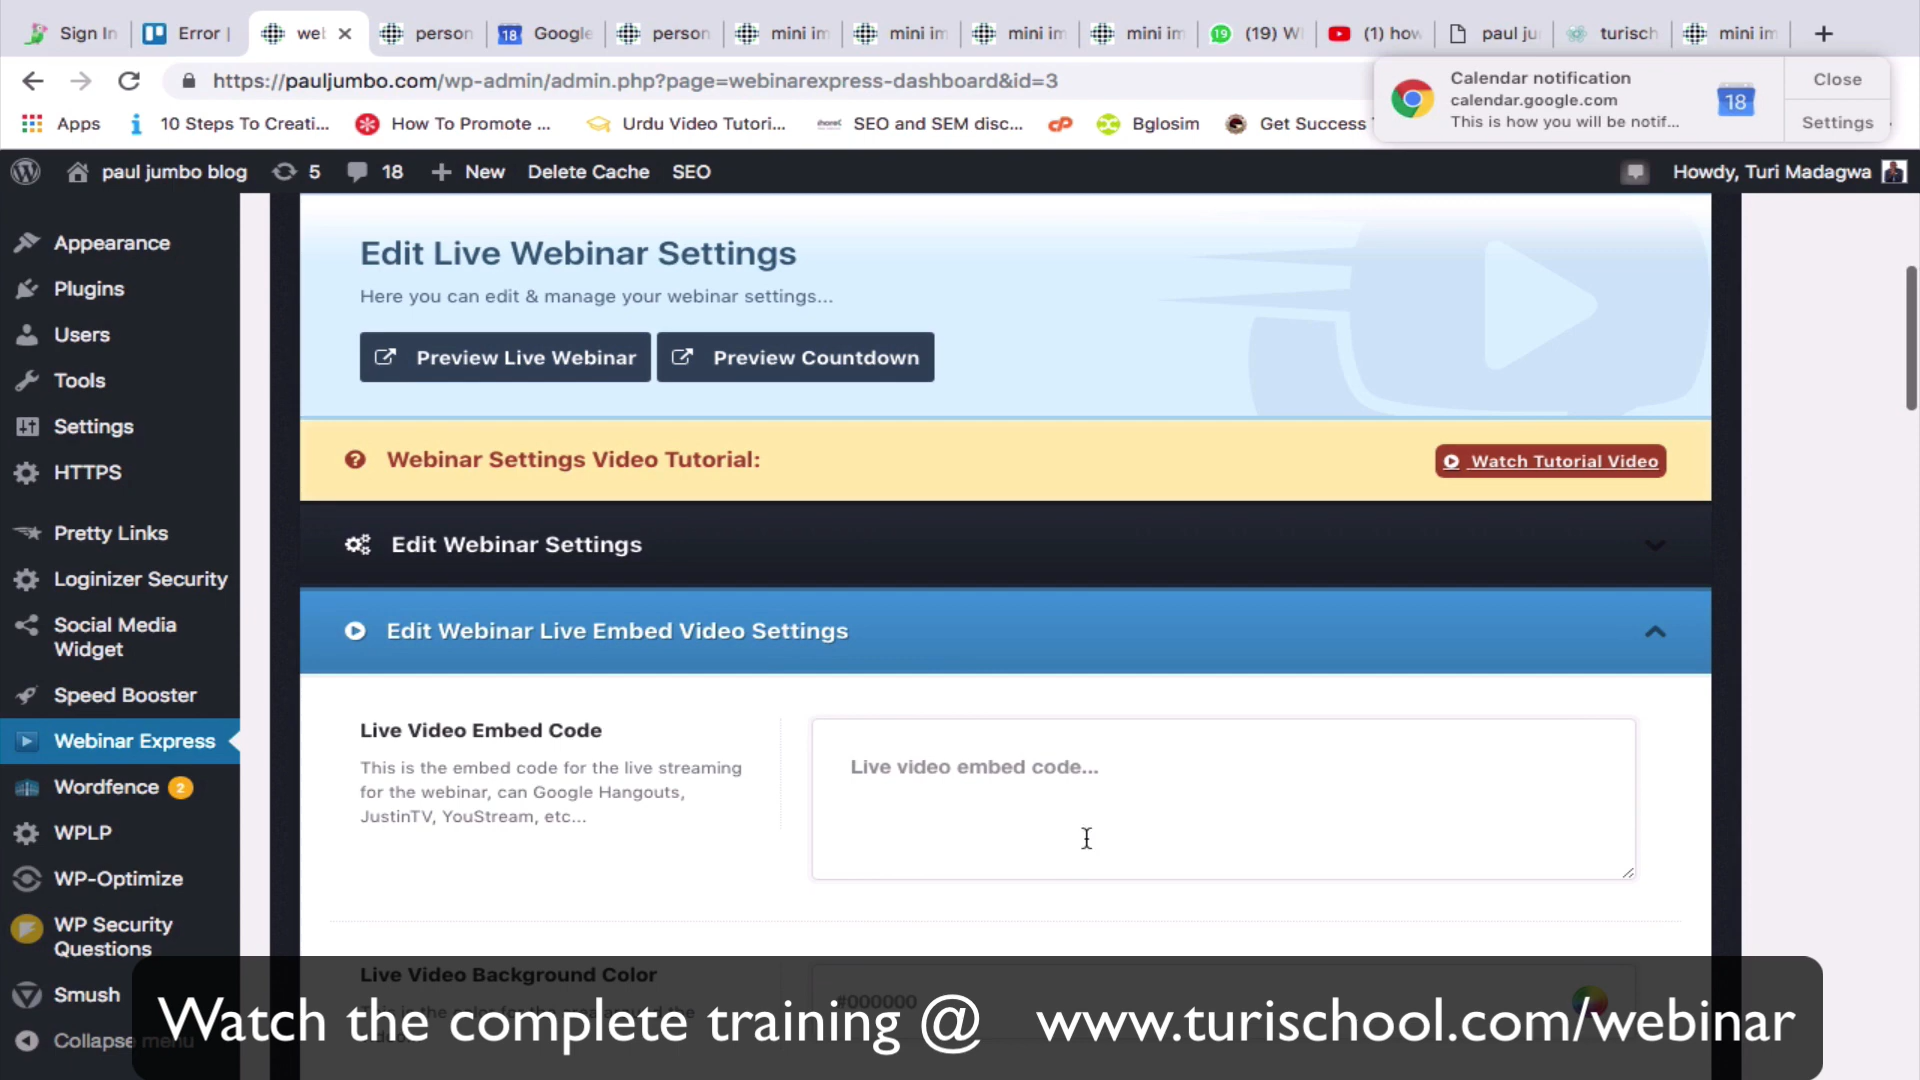 Sign In
Error |
wel
person
Google
person
mini im
mini im
mini im
mini im
(19) W
(1) how
paul ju
turisch
mini im
https://pauljumbo.com/wp-admin/admin.php?page=webinarexpress-dashboard&id=3
Calendar notification
calendar.google.com
This is how you will be notif...
18
Close
Settings
Apps
10 Steps To Creati...
How To Promote ...
Urdu Video Tutori...
SEO and SEM disc...
Bglosim
Get Success
paul jumbo blog
5
18
New
Delete Cache
SEO
Howdy, Turi Madagwa
Appearance
Plugins
Users
Tools
Settings
HTTPS
Pretty Links
Loginizer Security
Social Media
Widget
Speed Booster
Webinar Express
Wordfence 2
WPLP
WP-Optimize
WP Security
Questions
Smush
Collapse menu
Edit Live Webinar Settings
Here you can edit & manage your webinar settings...
Preview Live Webinar
Preview Countdown
Webinar Settings Video Tutorial:
Watch Tutorial Video
Edit Webinar Settings
Edit Webinar Live Embed Video Settings
Live Video Embed Code
This is the embed code for the live streaming
for the webinar, can Google Hangouts,
JustinTV, YouStream, etc...
Live video embed code...
Live Video Background Color
#000000
Watch the complete training @ www.turischool.com/webinar